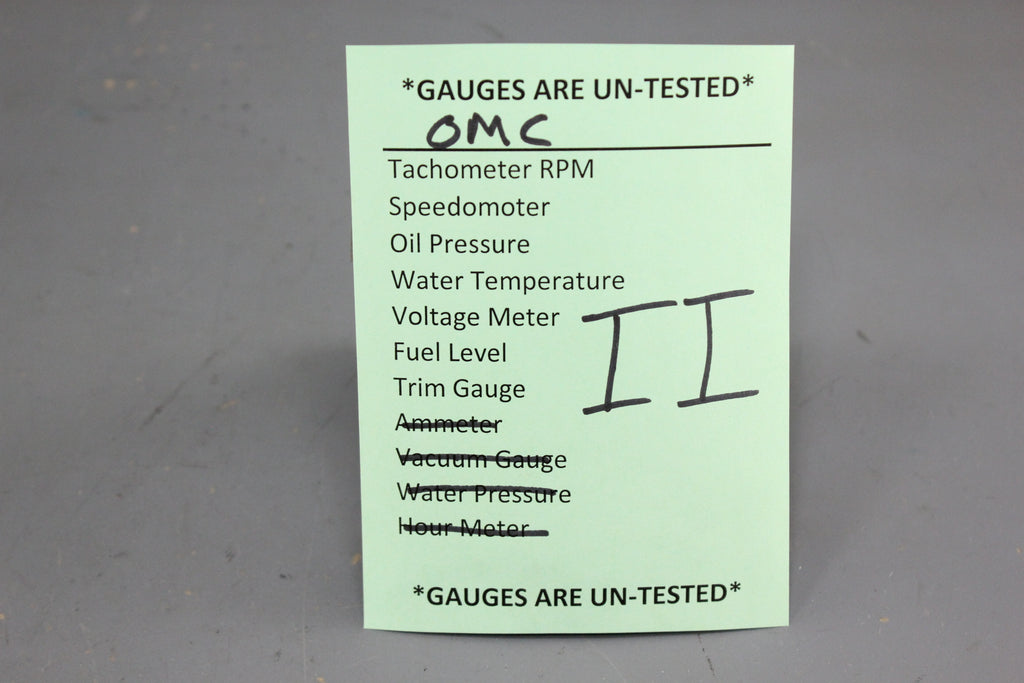 *GAUGES ARE UN-TESTED*
OMC
Tachometer RPM
Speedomoter
Oil Pressure
Water Temperature
Voltage Meter
II
Fuel Level
Trim Gauge
Ammeter
Vacuum Gauge
Water Pressure
Hour Meter
*GAUGES ARE UN-TESTED*